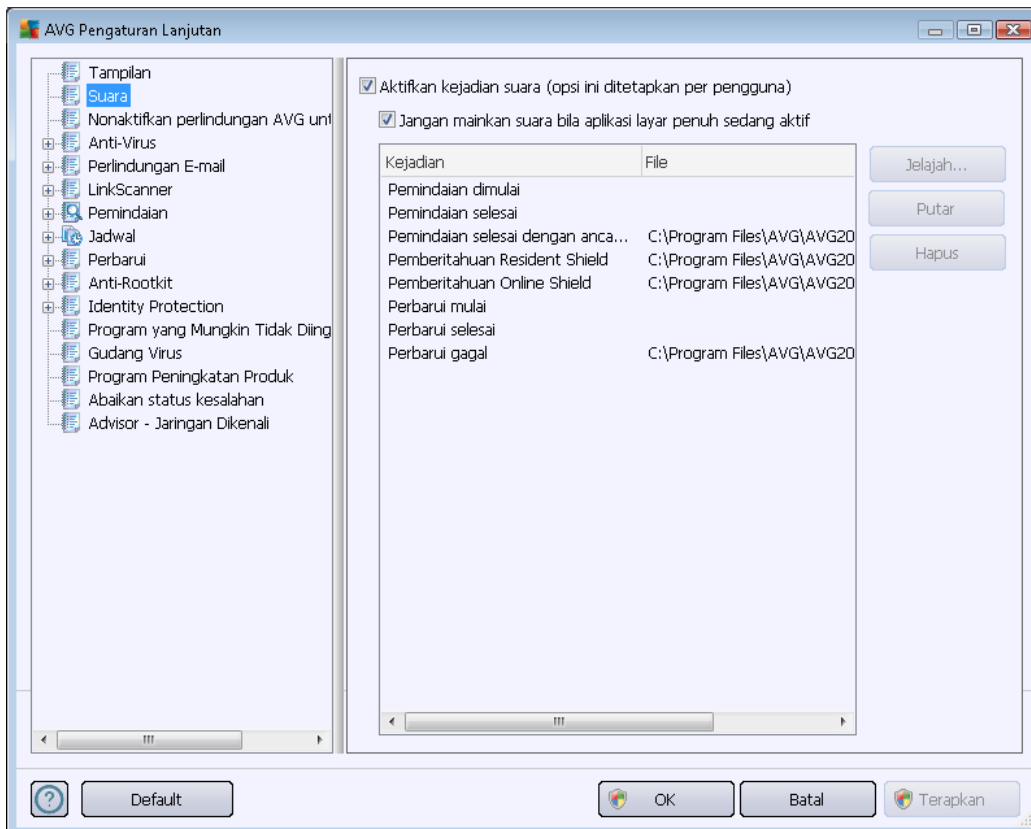 AVG Pengaturan Lanjutan
Tampilan
Suara
Nonaktifkan perlindungan AVG unt
Anti-Virus
Perlindungan E-mail
LinkScanner
Pemindaian
Jadwal
Perbarui
Anti-Rootkit
Identity Protection
Program yang Mungkin Tidak Diing
Gudang Virus
Program Peningkatan Produk
Abaikan status kesalahan
Advisor - Jaringan Dikenali
Aktifkan kejadian suara (opsi ini ditetapkan per pengguna)
Jangan mainkan suara bila aplikasi layar penuh sedang aktif
Kejadian File
Pemindaian dimulai
Pemindaian selesai
Pemindaian selesai dengan anca... C:\Program Files\AVG\AVG20
Pemberitahuan Resident Shield C:\Program Files\AVG\AVG20
Pemberitahuan Online Shield C:\Program Files\AVG\AVG20
Perbarui mulai
Perbarui selesai
Perbarui gagal C:\Program Files\AVG\AVG20
Jelajah...
Putar
Hapus
? Default OK Batal Terapkan